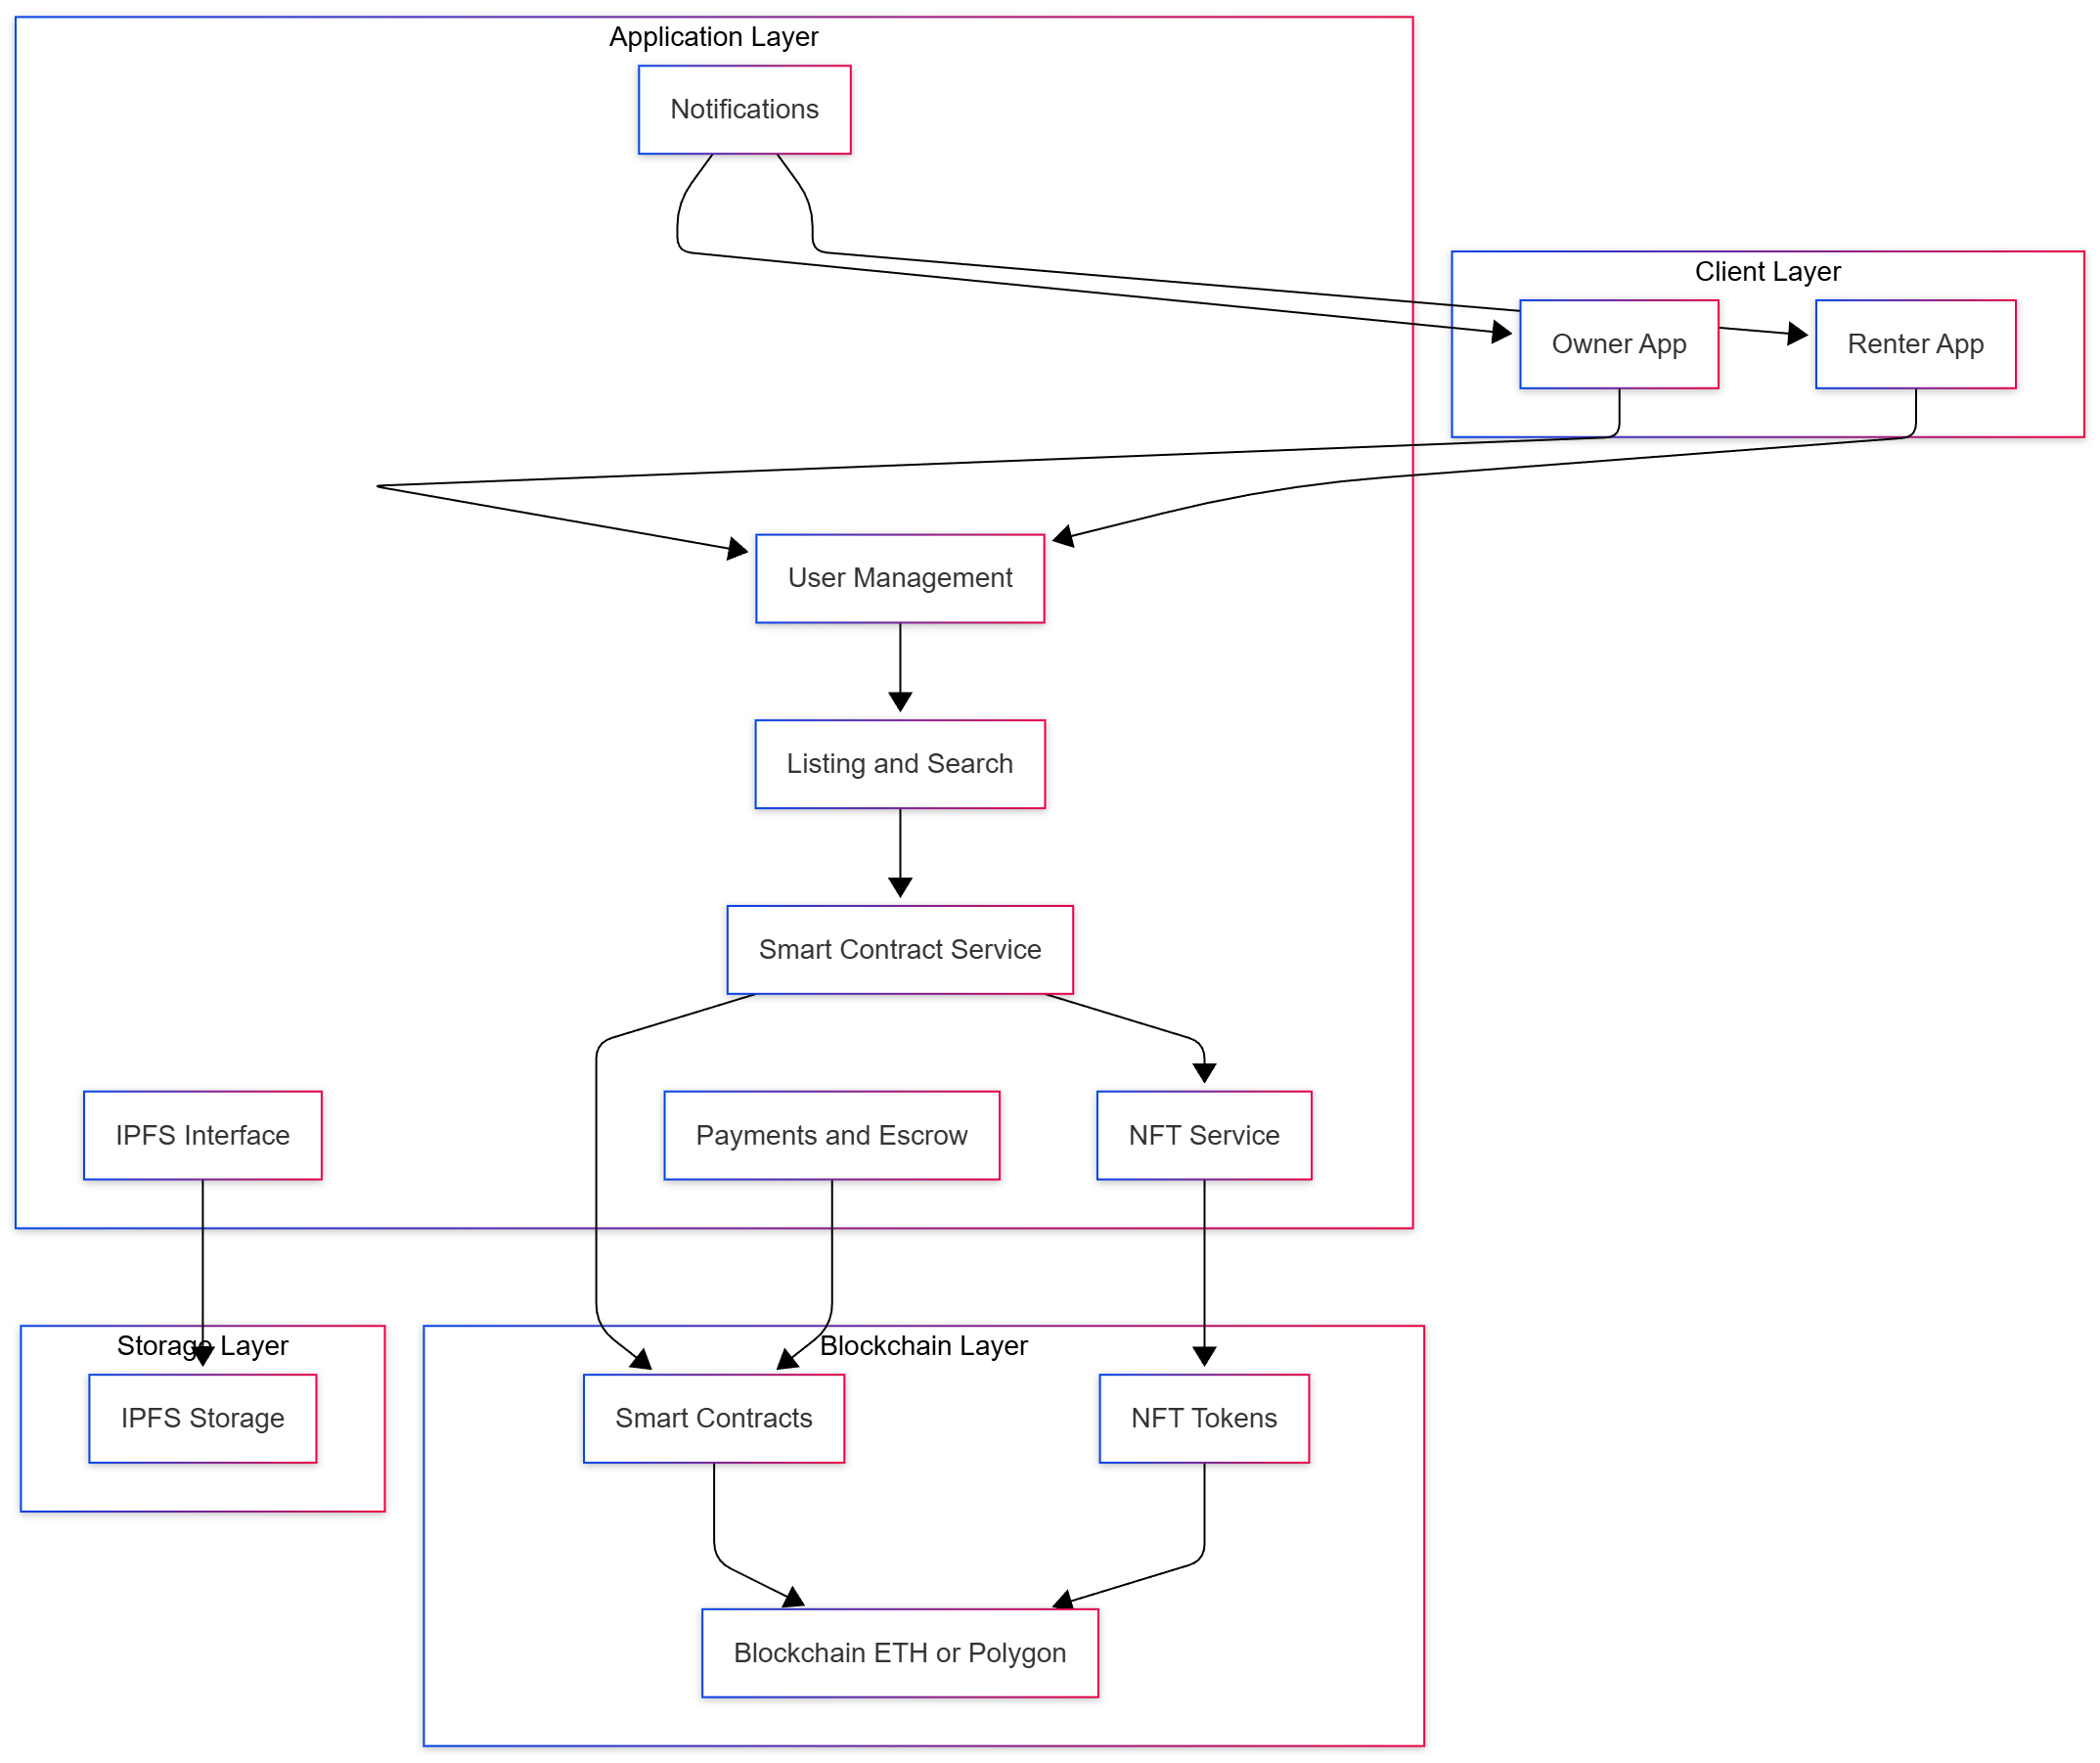 Application Layer
Notifications
Client Layer
Owner App
Renter App
User Management
Listing and Search
Smart Contract Service
IPFS Interface
Payments and Escrow
NFT Service
Storage Layer
Blockchain Layer
IPFS Storage
Smart Contracts
NFT Tokens
Blockchain ETH or Polygon